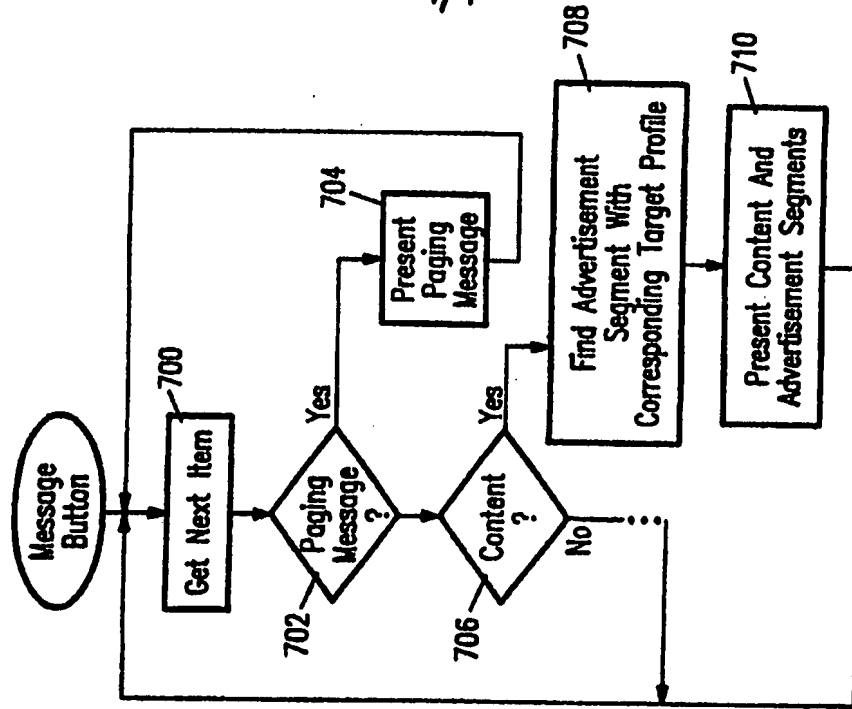 Message
Button
700
Get Next Item
702
Paging
Message
?
Yes
704
Present
Paging
Message
706
Content
?
Yes
No
...
708
Find Advertisement
Segment With
Corresponding Target Profile
710
Present Content And
Advertisement Segments